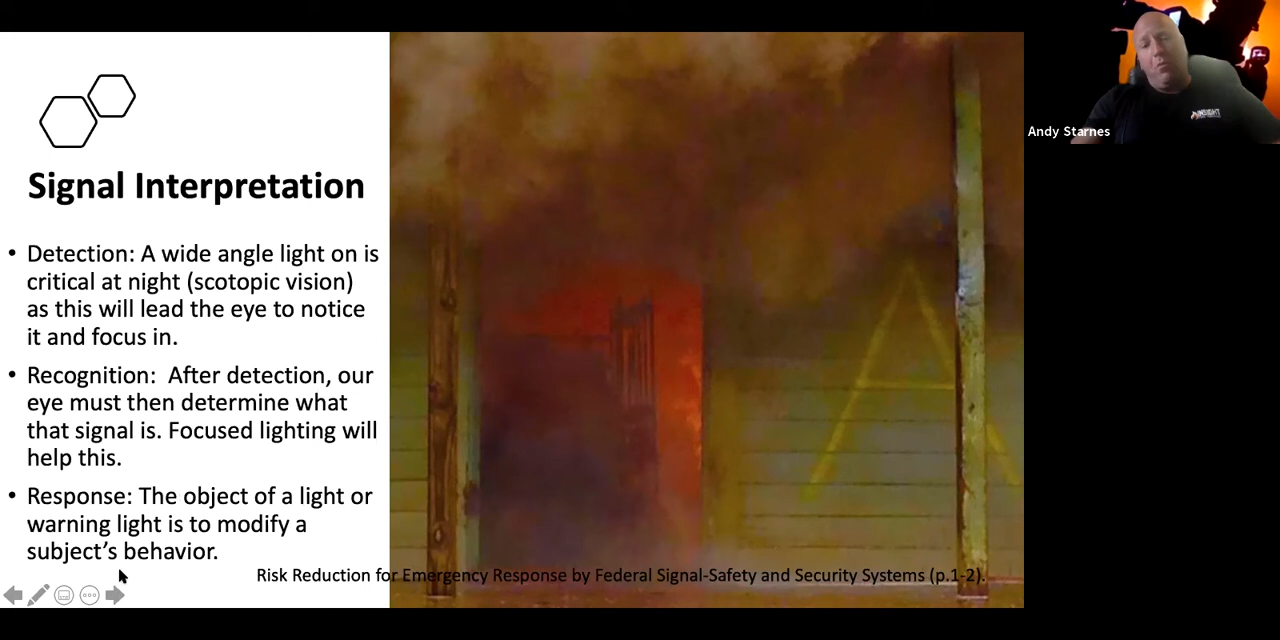 Signal Interpretation
• Detection: A wide angle light on is
critical at night (scotopic vision)
as this will lead the eye to notice
it and focus in.
• Recognition:  After detection, our
eye must then determine what
that signal is. Focused lighting will
help this.
• Response: The object of a light or
warning light is to modify a
subject’s behavior.
Risk Reduction for Emergency Response by Federal Signal-Safety and Security Systems (p.1-2).
A
Andy Starnes
INSIGHT